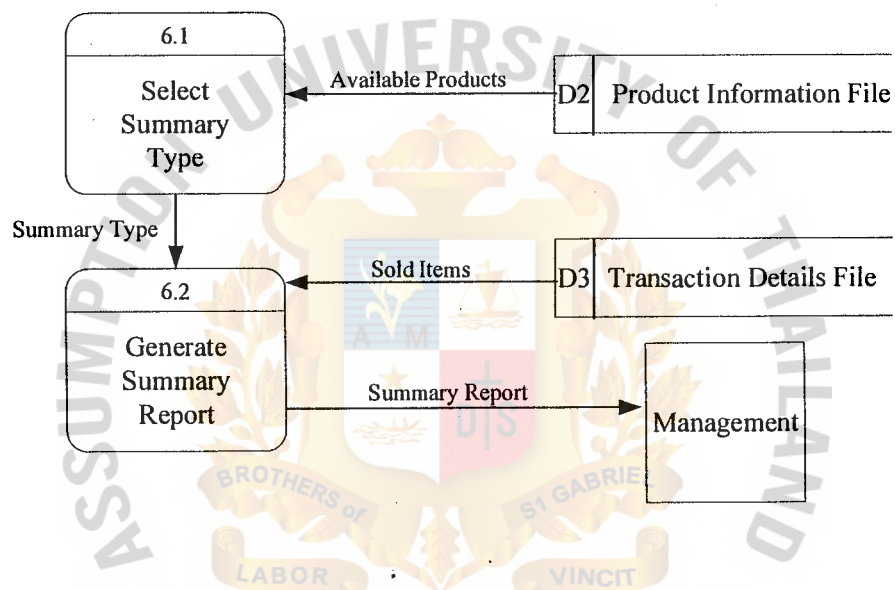 6.1
Select
Summary
Type
Available Products
D2 Product Information File
Summary Type
6.2
Generate
Summary
Report
Sold Items
D3 Transaction Details File
Summary Report
Management
ASSUMPTION UNIVERSITY OF THAILAND
A M
D S
BROTHERS of
ST GABRIEL
LABOR
VINCIT